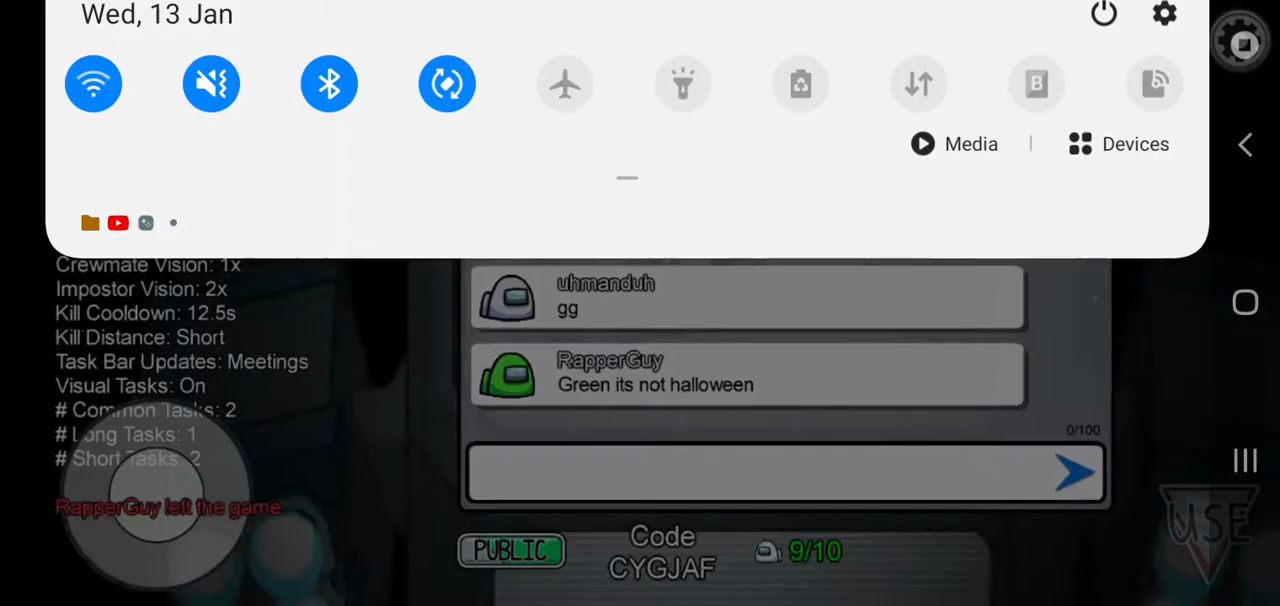 Wed, 13 Jan
B
Media | Devices
Crewmate Vision: 1x
Impostor Vision: 2x
Kill Cooldown: 12.5s
Kill Distance: Short
Task Bar Updates: Meetings
Visual Tasks: On
# Common Tasks: 2
# Long Tasks: 1
# Short Tasks: 2
RapperGuy left the game.
uhmanduh
gg
RapperGuy
Green its not halloween
0/100
PUBLIC
Code
CYGJAF
9/10
USE